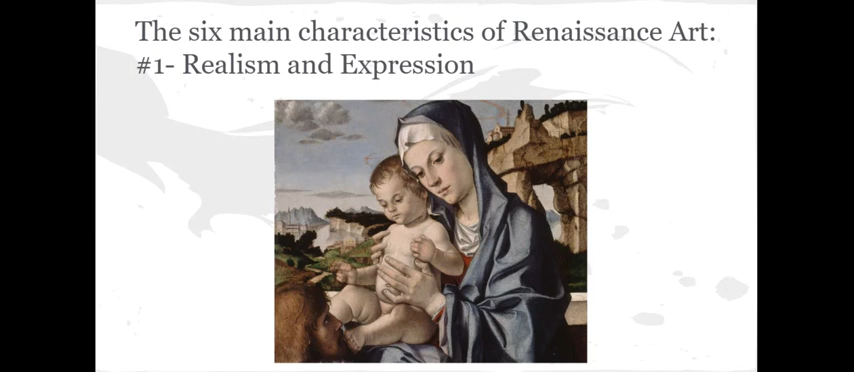 The six main characteristics of Renaissance Art:
#1- Realism and Expression